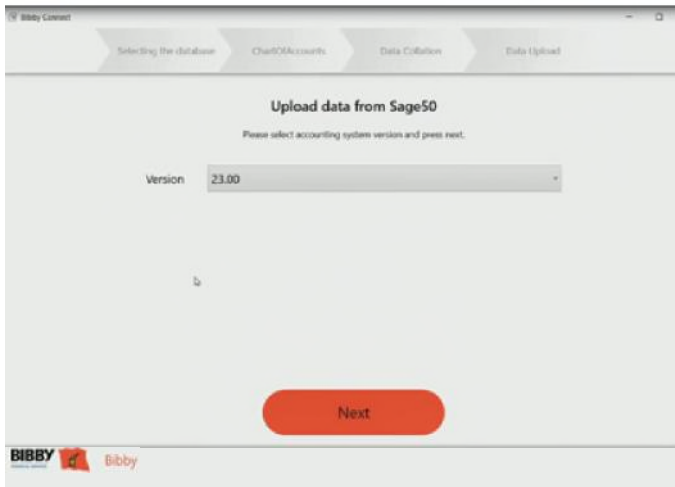 Bibby Connect
Selecting the database
ChartOfAccounts
Data Collation
Data Upload
Upload data from Sage50
Please select accounting system version and press next.
Version 23.00
Next
BIBBY
Bibby